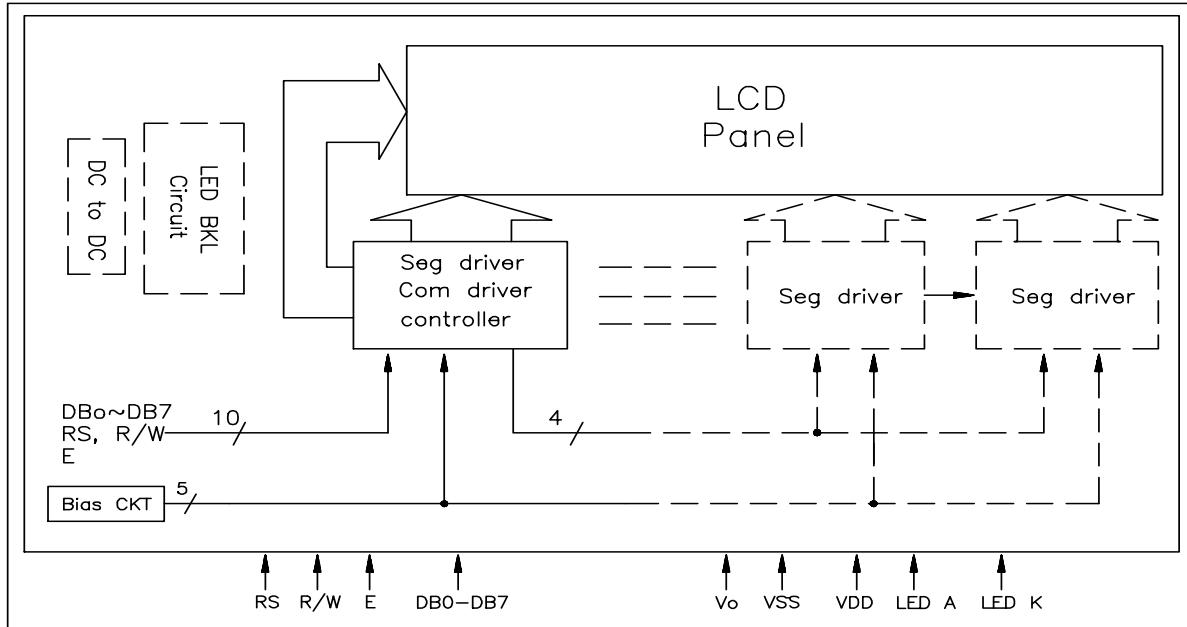 LCD
Panel
DC to DC
LED BKL
Circuit
Seg driver
Com driver
controller
Seg driver
Seg driver
DBo~DB7
RS, R/W
E
10
4
Bias CKT
5
RS
R/W
E
DB0-DB7
Vo
VSS
VDD
LED A
LED K